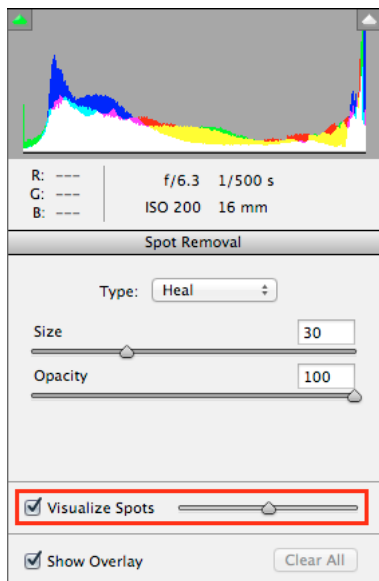 R: --- f/6.3 1/500 s
G: ---
B: --- ISO 200 16 mm
Spot Removal
Type: Heal
Size 30
Opacity 100
Visualize Spots
Show Overlay Clear All